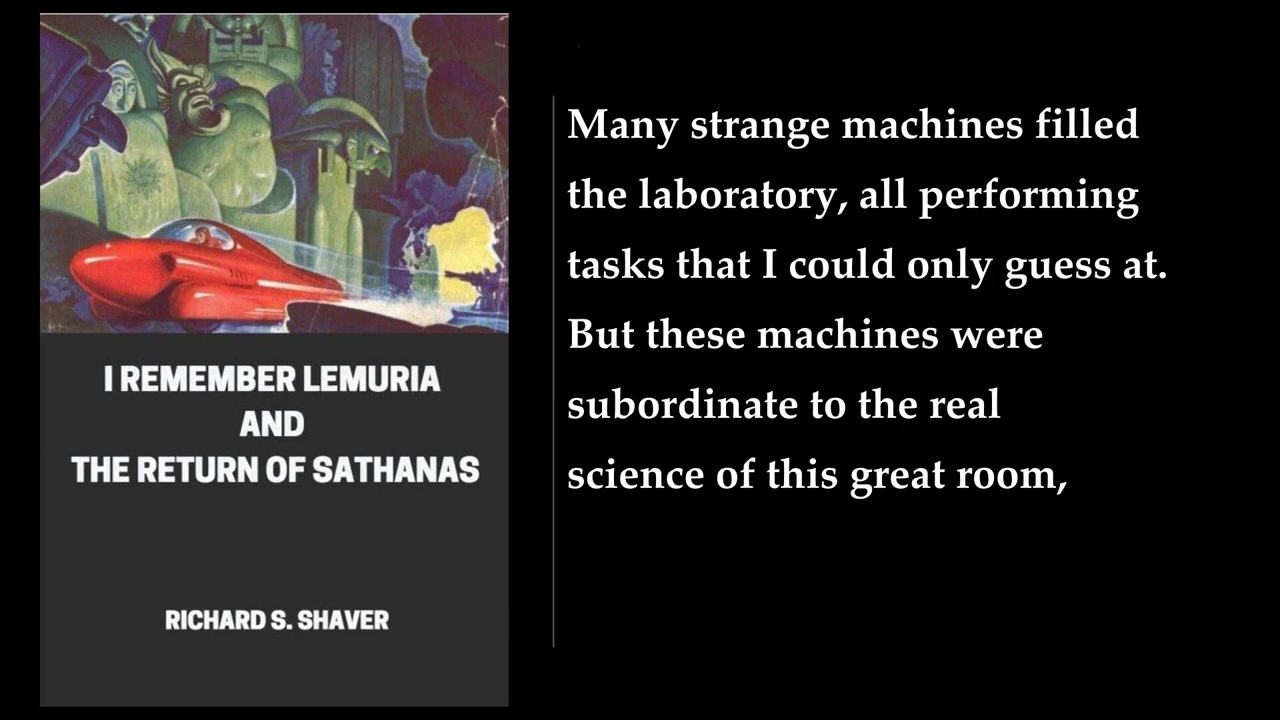 I REMEMBER LEMURIA
AND
THE RETURN OF SATHANAS
RICHARD S. SHAVER
Many strange machines filled
the laboratory, all performing
tasks that I could only guess at.
But these machines were
subordinate to the real
science of this great room,